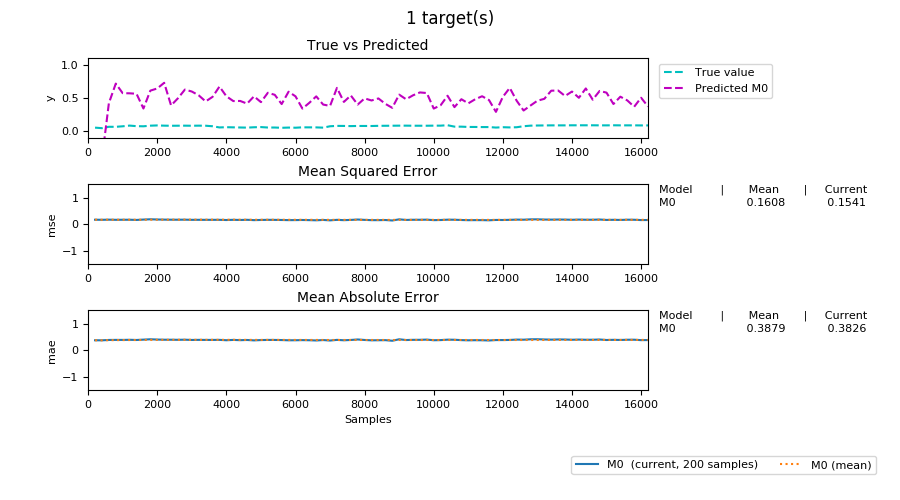 1 target(s)
True vs Predicted
1.0
0.5
0.0
y
0 2000 4000 6000 8000 10000 12000 14000 16000
True value
Predicted M0
Mean Squared Error
1
0
−1
mse
0 2000 4000 6000 8000 10000 12000 14000 16000
Model | Mean | Current
M0 0.1608 0.1541
Mean Absolute Error
1
0
−1
mae
0 2000 4000 6000 8000 10000 12000 14000 16000
Samples
Model | Mean | Current
M0 0.3879 0.3826
M0 (current, 200 samples) M0 (mean)